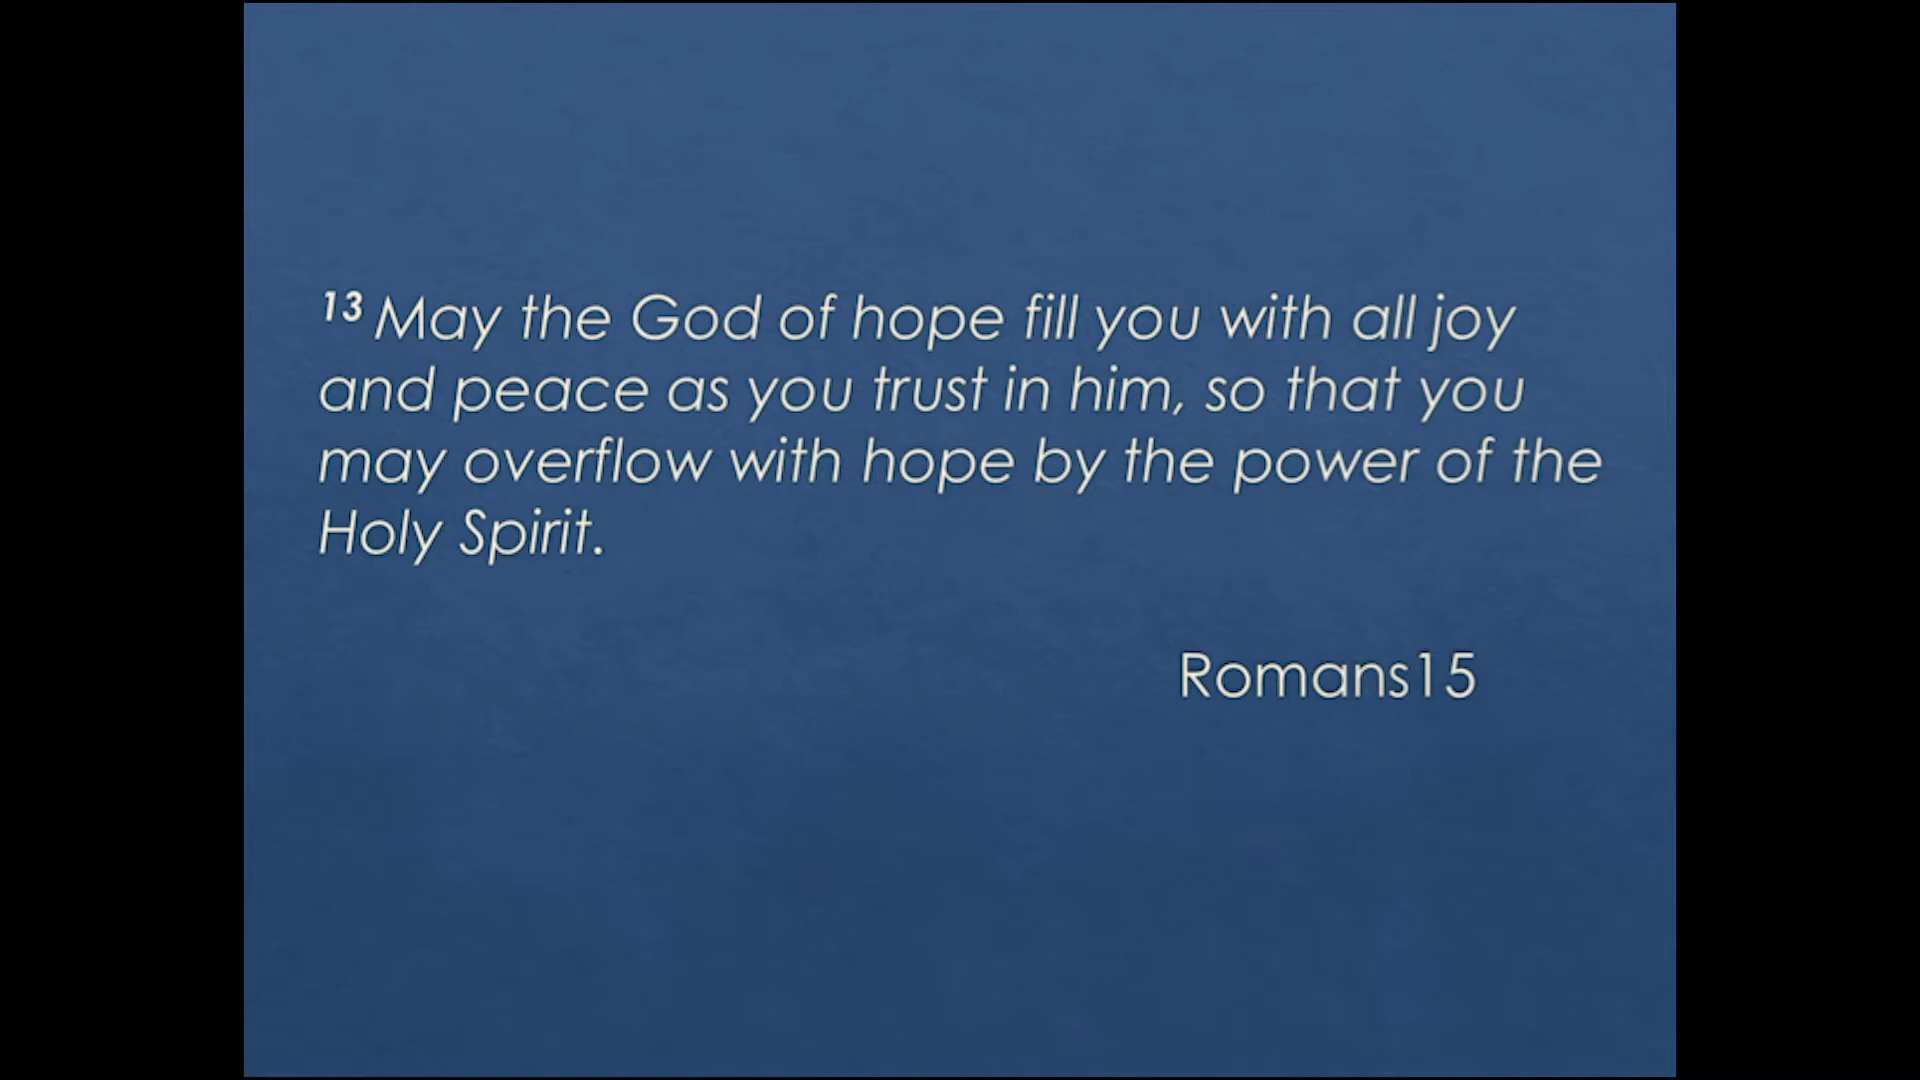 13 May the God of hope fill you with all joy
and peace as you trust in him, so that you
may overflow with hope by the power of the
Holy Spirit.
Romans15